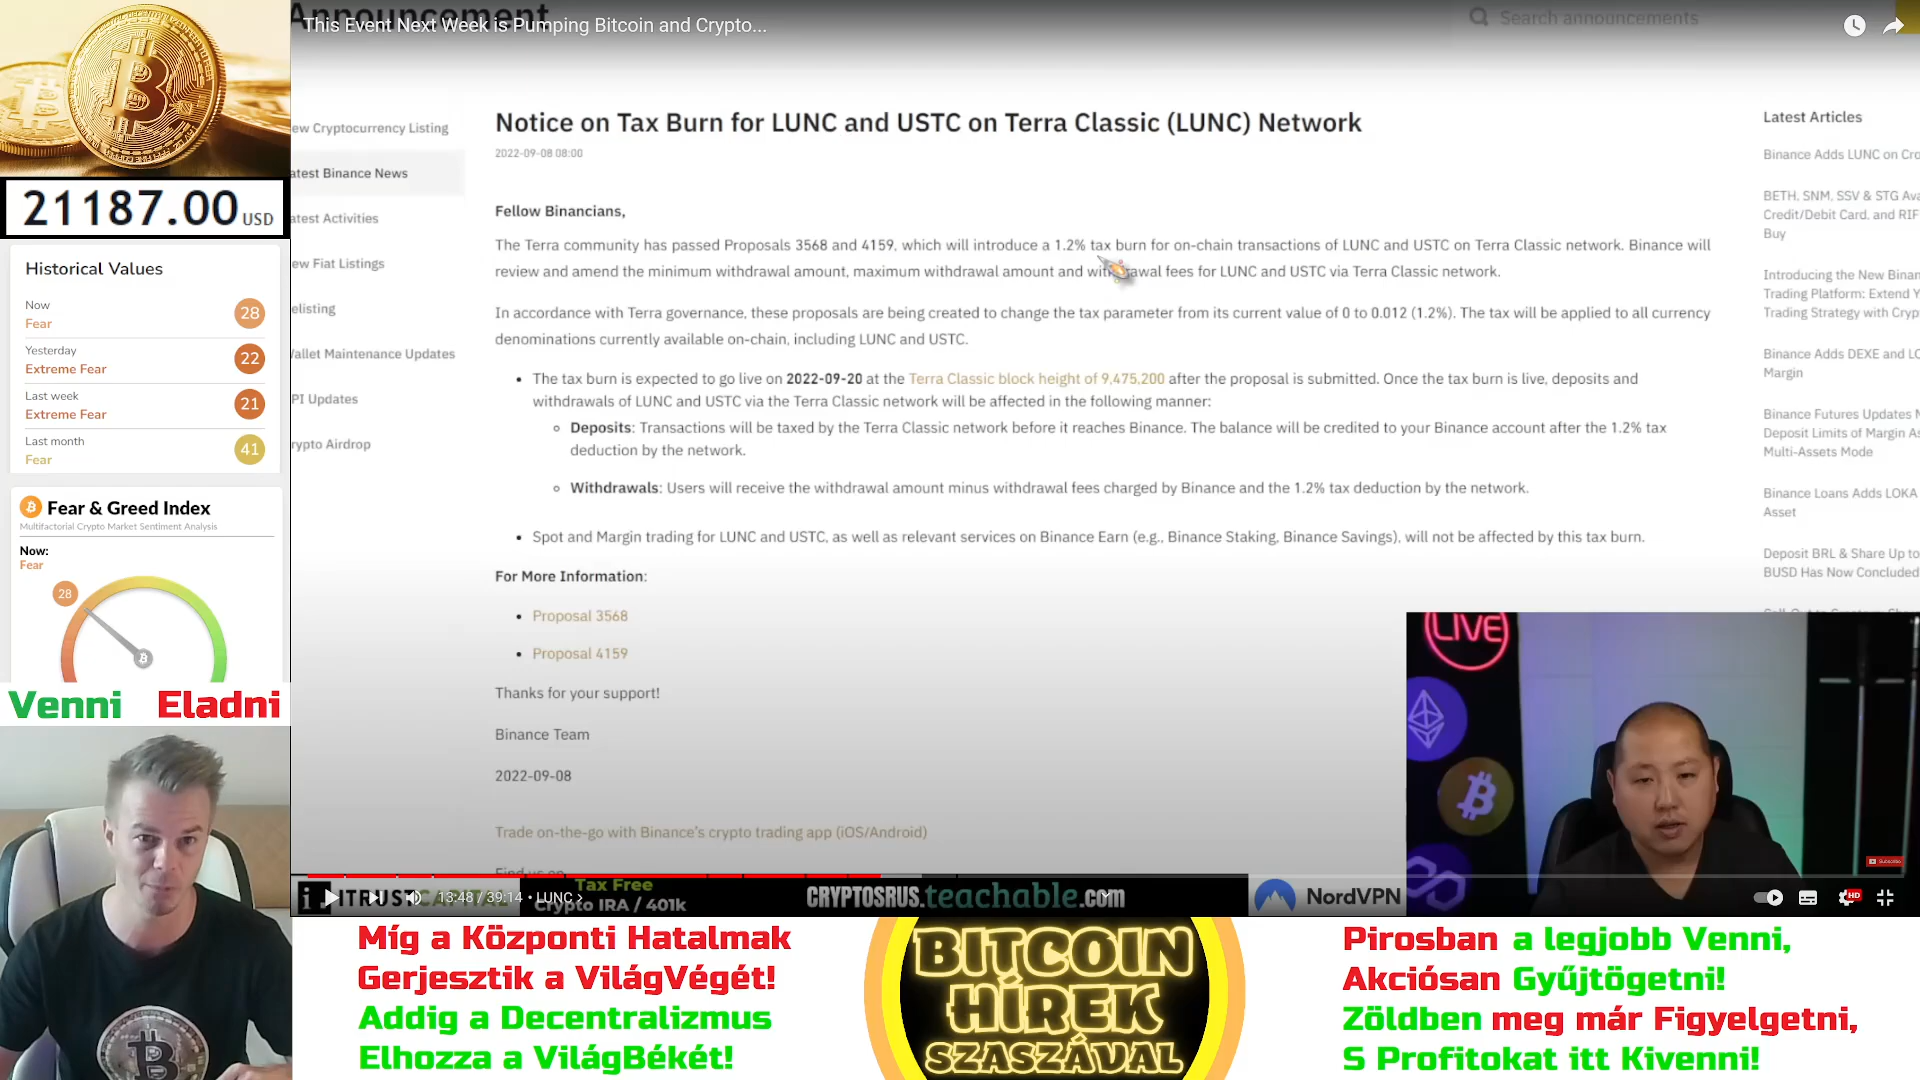 Announcement
This Event Next Week is Pumping Bitcoin and Crypto...
Search announcements
21187.00 USD
Historical Values
Now
Fear
28
Yesterday
Extreme Fear
22
Last week
Extreme Fear
21
Last month
Fear
41
Fear & Greed Index
Multifactorial Crypto Market Sentiment Analysis
Now:
Fear
28
Venni Eladni
ew Cryptocurrency Listing
atest Binance News
atest Activities
ew Fiat Listings
elisting
allet Maintenance Updates
PI Updates
rypto Airdrop
Notice on Tax Burn for LUNC and USTC on Terra Classic (LUNC) Network
2022-09-08 08:00
Fellow Binancians,
The Terra community has passed Proposals 3568 and 4159, which will introduce a 1.2% tax burn for on-chain transactions of LUNC and USTC on Terra Classic network. Binance will
review and amend the minimum withdrawal amount, maximum withdrawal amount and withdrawal fees for LUNC and USTC via Terra Classic network.
In accordance with Terra governance, these proposals are being created to change the tax parameter from its current value of 0 to 0.012 (1.2%). The tax will be applied to all currency
denominations currently available on-chain, including LUNC and USTC.
• The tax burn is expected to go live on 2022-09-20 at the Terra Classic block height of 9,475,200 after the proposal is submitted. Once the tax burn is live, deposits and
withdrawals of LUNC and USTC via the Terra Classic network will be affected in the following manner:
Deposits: Transactions will be taxed by the Terra Classic network before it reaches Binance. The balance will be credited to your Binance account after the 1.2% tax
deduction by the network.
Withdrawals: Users will receive the withdrawal amount minus withdrawal fees charged by Binance and the 1.2% tax deduction by the network.
• Spot and Margin trading for LUNC and USTC, as well as relevant services on Binance Earn (e.g., Binance Staking, Binance Savings), will not be affected by this tax burn.
For More Information:
• Proposal 3568
• Proposal 4159
Thanks for your support!
Binance Team
2022-09-08
Trade on-the-go with Binance's crypto trading app (iOS/Android)
Find us on
Latest Articles
Binance Adds LUNC on Cro
BETH, SNM, SSV & STG Ava
Credit/Debit Card, and RIF
Buy
Introducing the New Binan
Trading Platform: Extend Y
Trading Strategy with Cryp
Binance Adds DEXE and LO
Margin
Binance Futures Updates M
Deposit Limits of Margin As
Multi-Assets Mode
Binance Loans Adds LOKA
Asset
Deposit BRL & Share Up to
BUSD Has Now Concluded
LIVE
Subscribe
ITRUSTCAPITAL
Tax Free
Crypto IRA / 401k
13:48 / 39:14 • LUNC
CRYPTOSRUS.teachable.com
NordVPN
HD
Míg a Központi Hatalmak
Gerjesztik a VilágVégét!
Addig a Decentralizmus
Elhozza a VilágBékét!
BITCOIN
HÍREK
SZASZÁVAL
Pirosban a legjobb Venni,
Akciósan Gyűjtögetni!
Zöldben meg már Figyelgetni,
S Profitokat itt Kivenni!